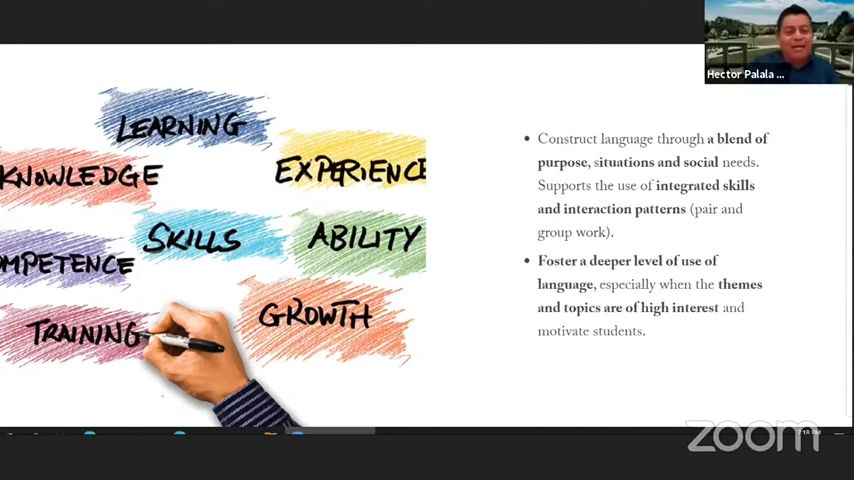 Hector Palala ...
LEARNING
KNOWLEDGE
EXPERIENCE
SKILLS
ABILITY
OMPETENCE
GROWTH
TRAINING
• Construct language through a blend of
purpose, situations and social needs.
Supports the use of integrated skills
and interaction patterns (pair and
group work).
• Foster a deeper level of use of
language, especially when the themes
and topics are of high interest and
motivate students.
zoom